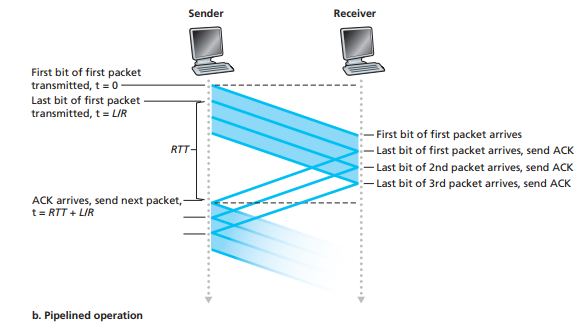 Sender
Receiver
First bit of first packet
transmitted, t = 0
Last bit of first packet
transmitted, t = L/R
First bit of first packet arrives
Last bit of first packet arrives, send ACK
RTT
Last bit of 2nd packet arrives, send ACK
Last bit of 3rd packet arrives, send ACK
ACK arrives, send next packet,
t = RTT + L/R
b. Pipelined operation